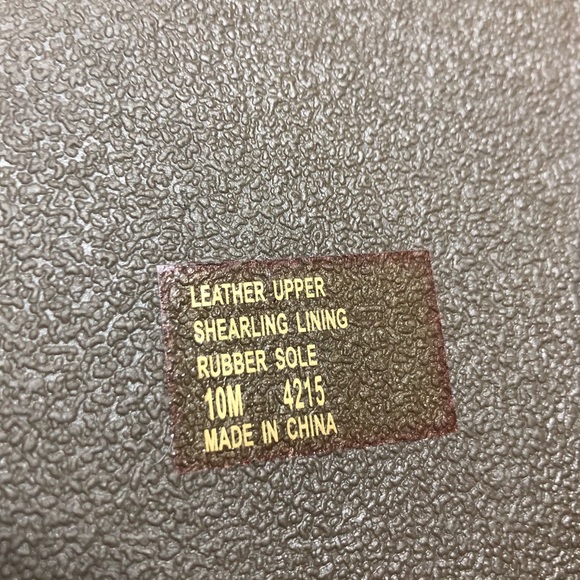 LEATHER UPPER
SHEARLING LINING
RUBBER SOLE
10M 4215
MADE IN CHINA